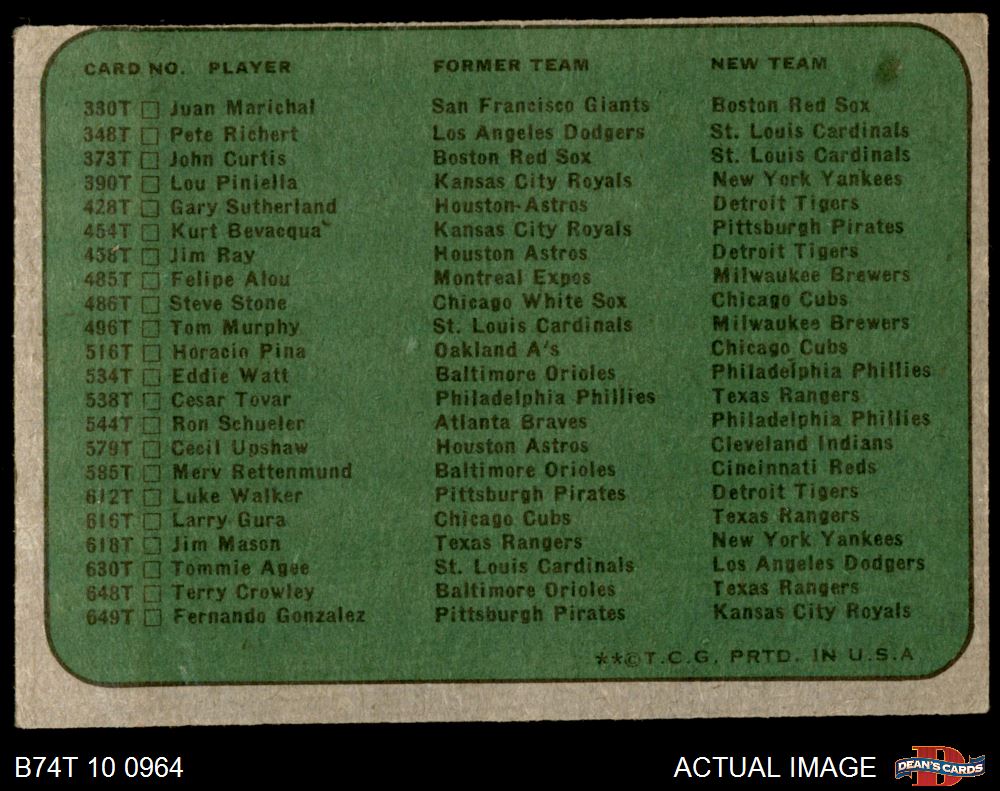 CARD NO. PLAYER FORMER TEAM NEW TEAM
330T Juan Marichal San Francisco Giants Boston Red Sox
348T Pete Richert Los Angeles Dodgers St. Louis Cardinals
373T John Curtis Boston Red Sox St. Louis Cardinals
390T Lou Piniella Kansas City Royals New York Yankees
428T Gary Sutherland Houston Astros Detroit Tigers
454T Kurt Bevacqua Kansas City Royals Pittsburgh Pirates
458T Jim Ray Houston Astros Detroit Tigers
485T Felipe Alou Montreal Expos Milwaukee Brewers
486T Steve Stone Chicago White Sox Chicago Cubs
496T Tom Murphy St. Louis Cardinals Milwaukee Brewers
516T Horacio Pina Oakland A's Chicago Cubs
534T Eddie Watt Baltimore Orioles Philadelphia Phillies
538T Cesar Tovar Philadelphia Phillies Texas Rangers
544T Ron Schueler Atlanta Braves Philadelphia Phillies
579T Cecil Upshaw Houston Astros Cleveland Indians
585T Merv Rettenmund Baltimore Orioles Cincinnati Reds
612T Luke Walker Pittsburgh Pirates Detroit Tigers
616T Larry Gura Chicago Cubs Texas Rangers
618T Jim Mason Texas Rangers New York Yankees
630T Tommie Agee St. Louis Cardinals Los Angeles Dodgers
648T Terry Crowley Baltimore Orioles Texas Rangers
649T Fernando Gonzalez Pittsburgh Pirates Kansas City Royals
**©T.C.G. PRTD. IN U.S.A
B74T 10 0964 ACTUAL IMAGE D DEAN'S CARDS